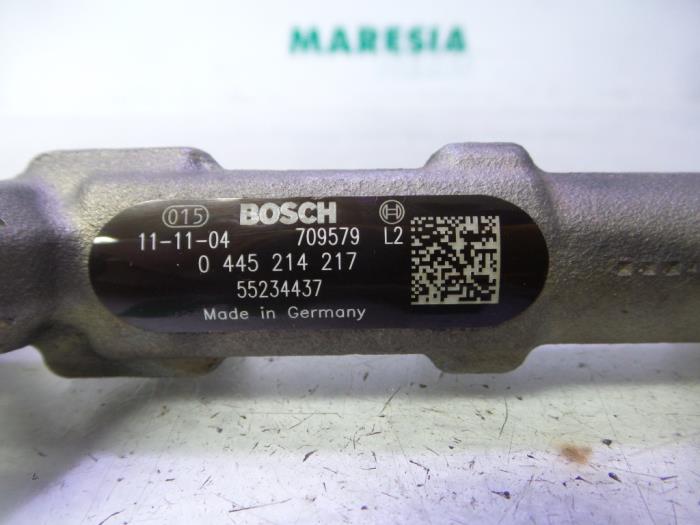 MARESIA
015 BOSCH
11-11-04 709579 L2
0 445 214 217
55234437
Made in Germany